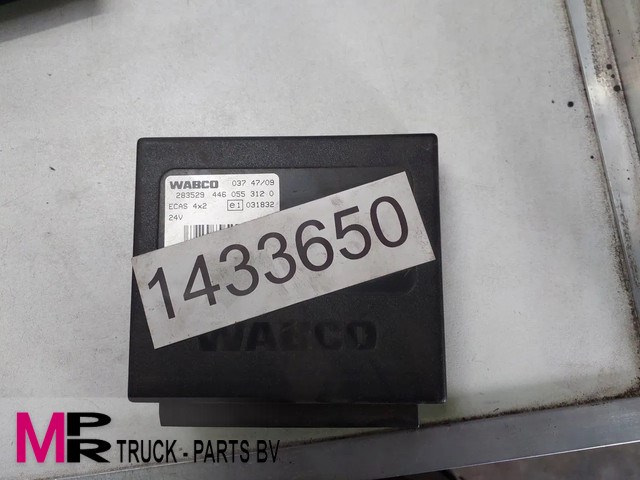 WABCO 037 47/09
283529 446 055 312 0
ECAS 4x2 e1 031832
24V
1433650
WABCO
MPR TRUCK - PARTS BV